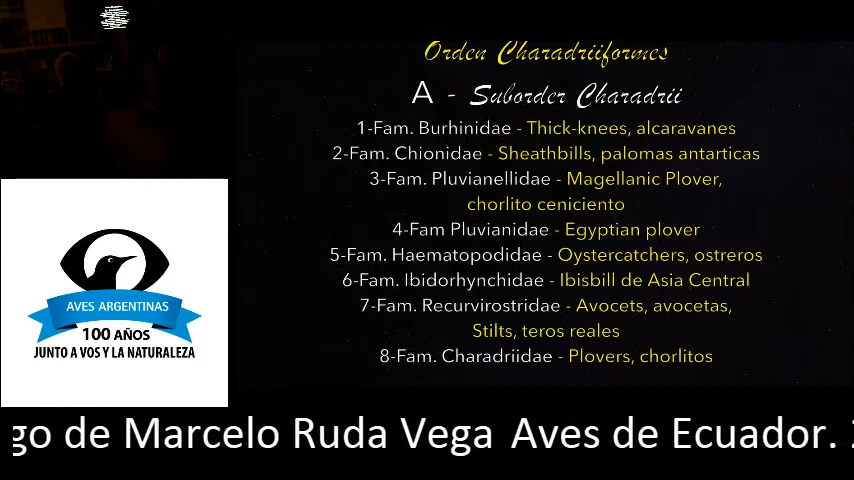 Orden Charadriiformes
A - Suborder Charadrii
1-Fam. Burhinidae - Thick-knees, alcaravanes
2-Fam. Chionidae - Sheathbills, palomas antarticas
3-Fam. Pluvianellidae - Magellanic Plover,
chorlito ceniciento
4-Fam Pluvianidae - Egyptian plover
5-Fam. Haematopodidae - Oystercatchers, ostreros
6-Fam. Ibidorhynchidae - Ibisbill de Asia Central
7-Fam. Recurvirostridae - Avocets, avocetas,
Stilts, teros reales
8-Fam. Charadriidae - Plovers, chorlitos
AVES ARGENTINAS
100 AÑOS
JUNTO A VOS Y LA NATURALEZA
go de Marcelo Ruda Vega Aves de Ecuador.